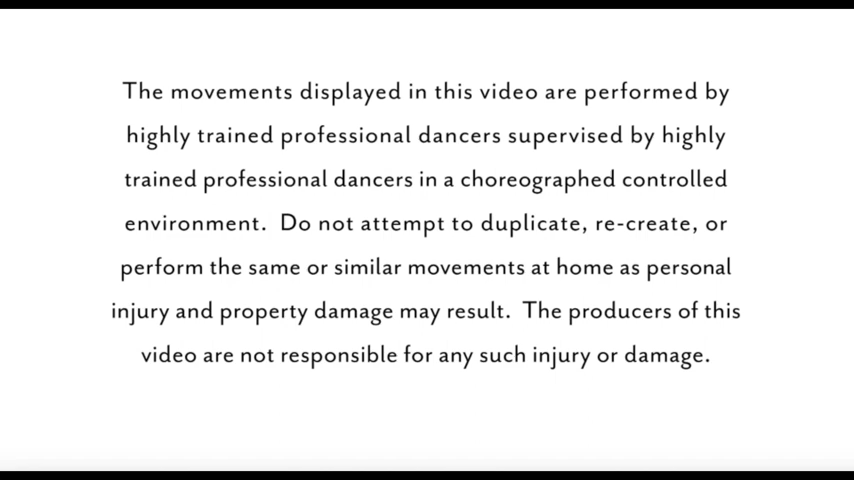 The movements displayed in this video are performed by
highly trained professional dancers supervised by highly
trained professional dancers in a choreographed controlled
environment.  Do not attempt to duplicate, re-create, or
perform the same or similar movements at home as personal
injury and property damage may result.  The producers of this
video are not responsible for any such injury or damage.